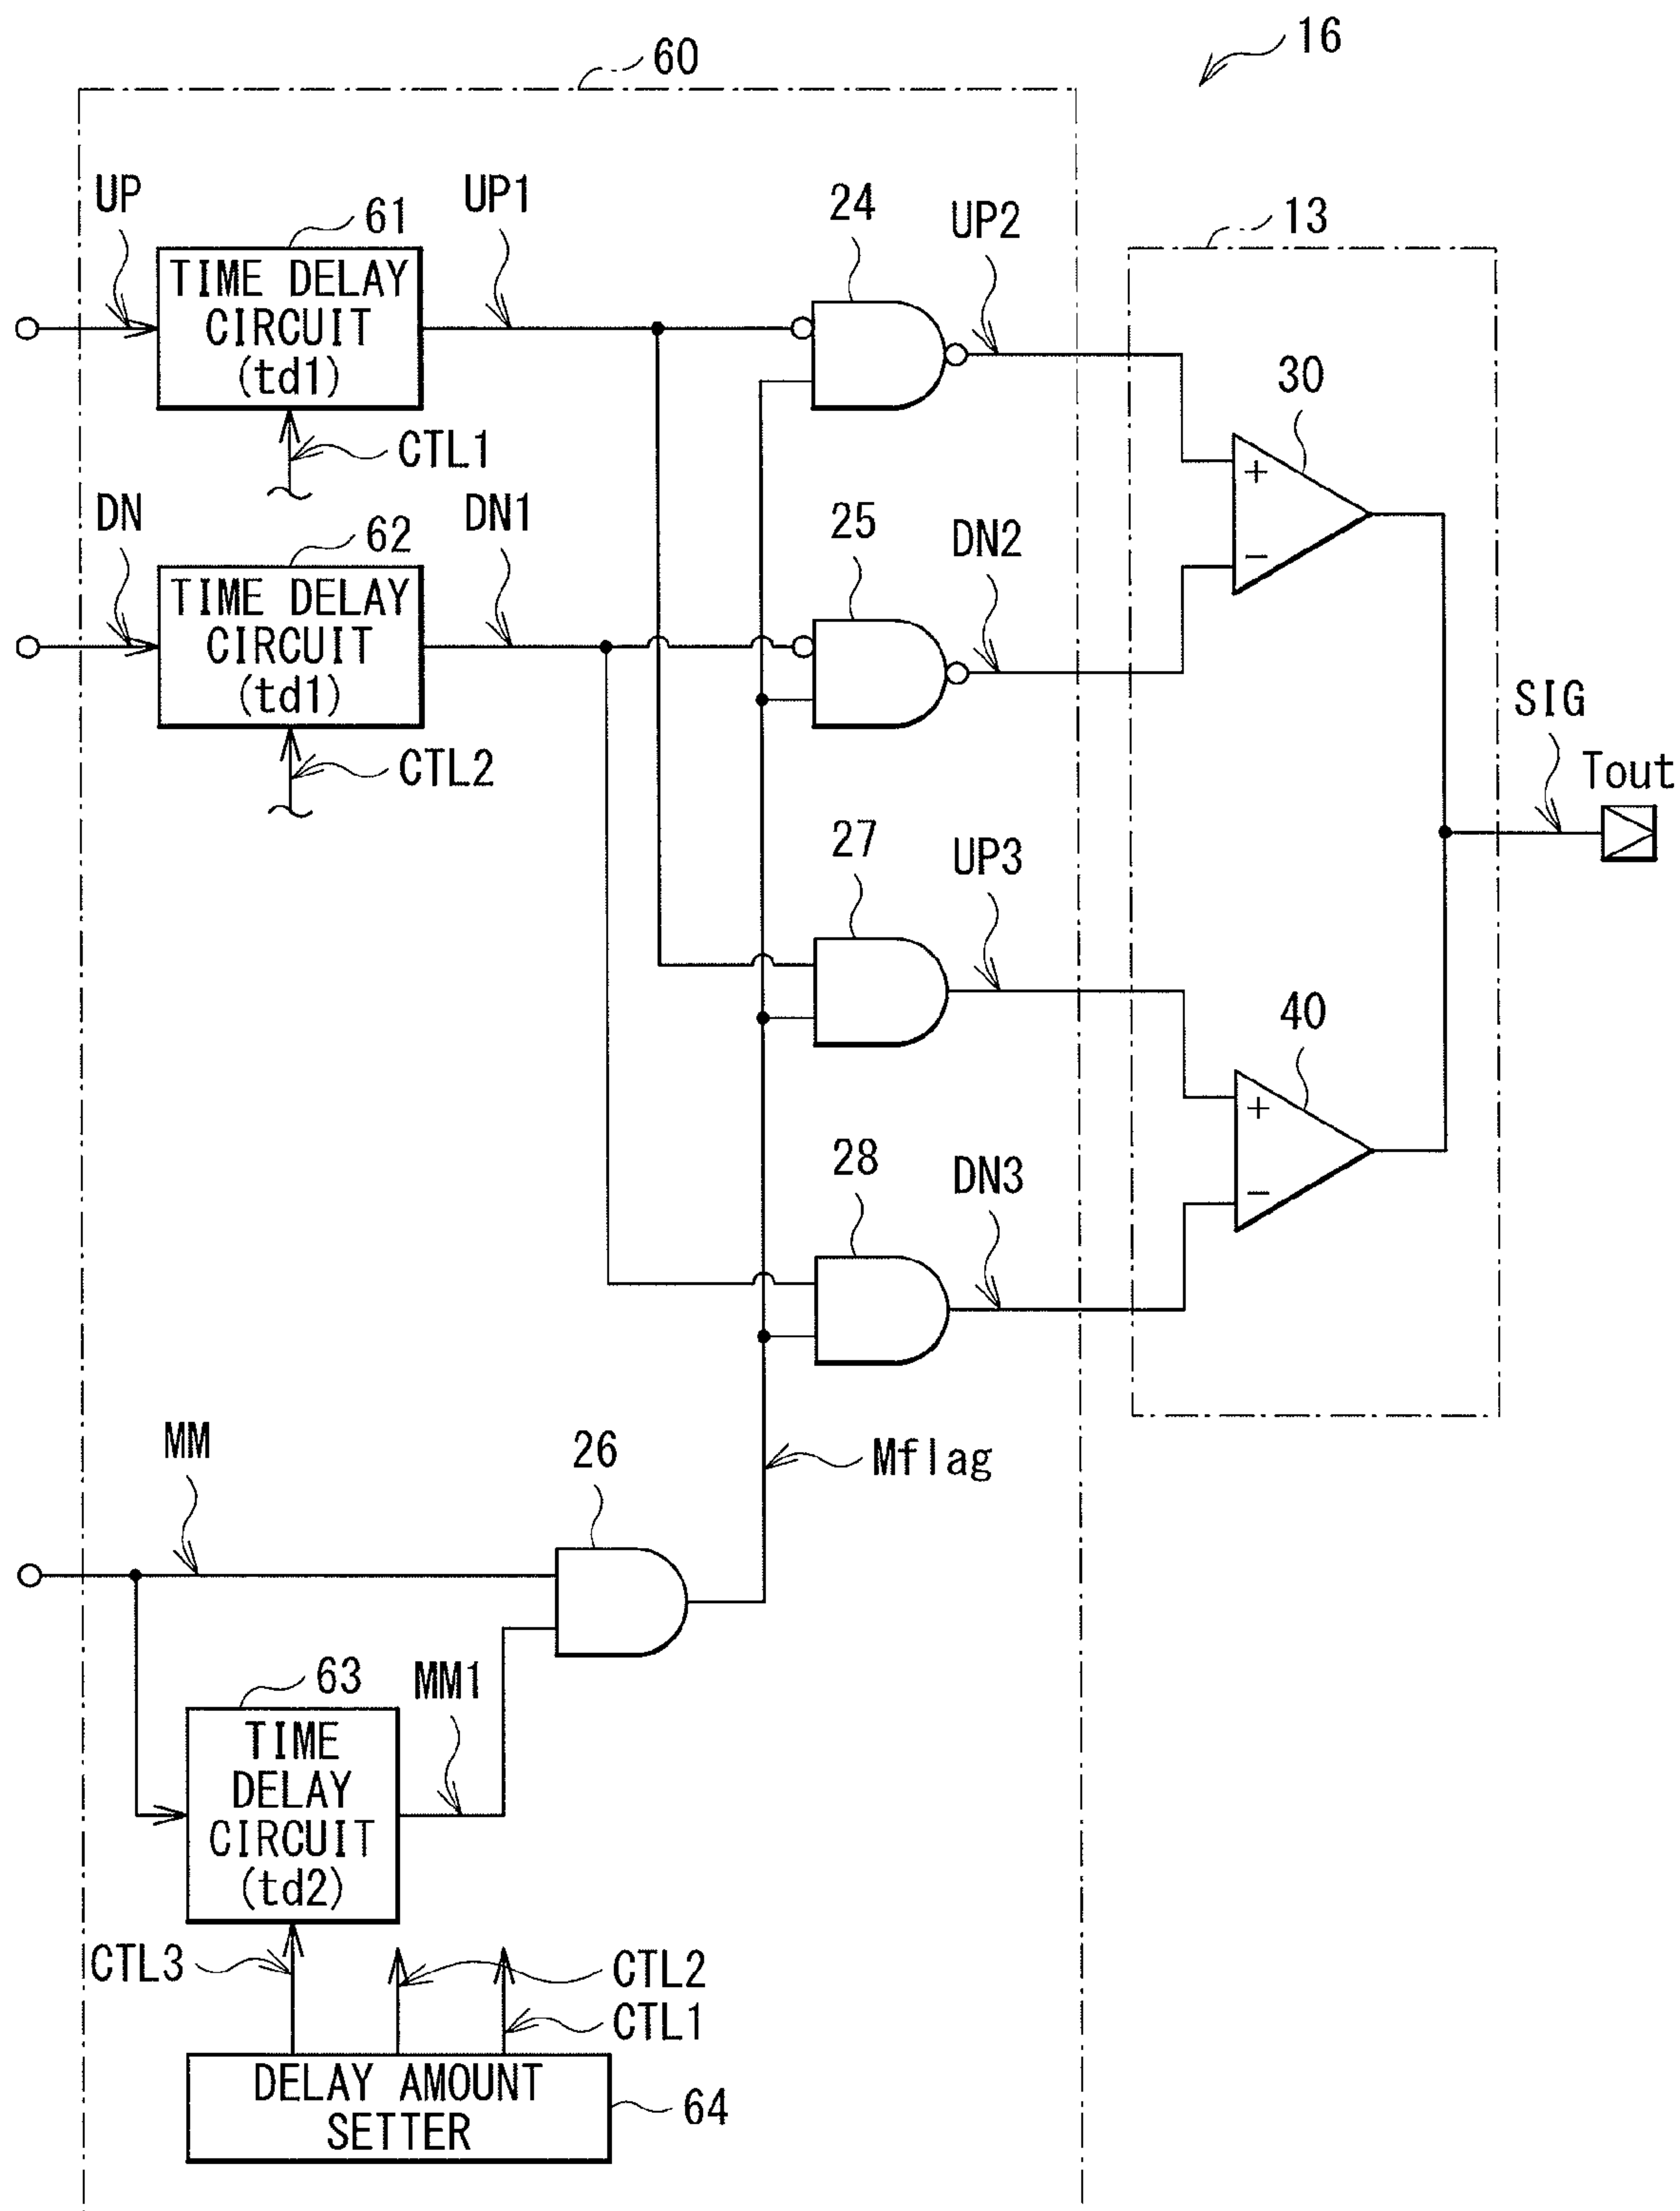 16
60
UP
61
UP1
24
UP2
13
TIME DELAY
CIRCUIT
(td1)
30
+
−
CTL1
DN
62
DN1
25
DN2
TIME DELAY
CIRCUIT
(td1)
SIG
Tout
CTL2
27
UP3
40
+
−
28
DN3
MM
26
Mflag
63
MM1
TIME
DELAY
CIRCUIT
(td2)
CTL3
CTL2
CTL1
DELAY AMOUNT
SETTER
64